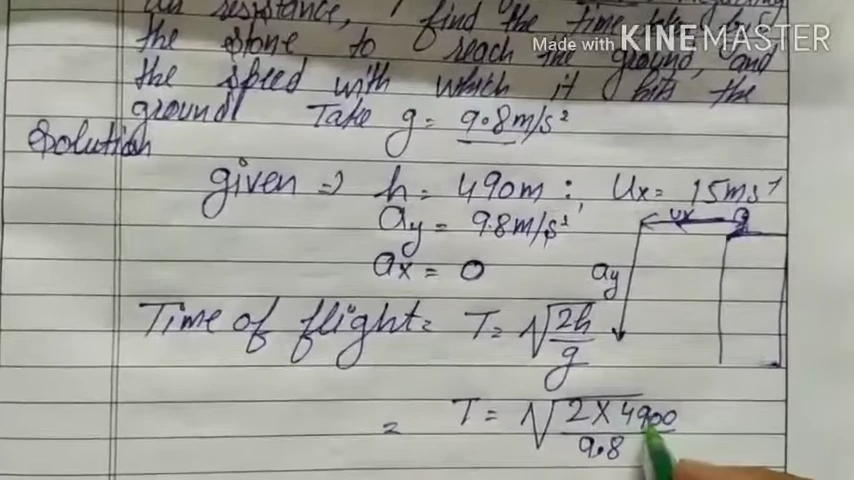 resistance, find the time
the stone to reach the ground, and
Made with KINEMASTER
the speed with which it hits the
ground Take g = 9.8m/s²
Solution
given => h = 490m ; Ux = 15ms⁻¹
ay = 9.8m/s² ux
ax = 0 ay
Time of flight = T = √2h/g
= T = √2×4900/9.8